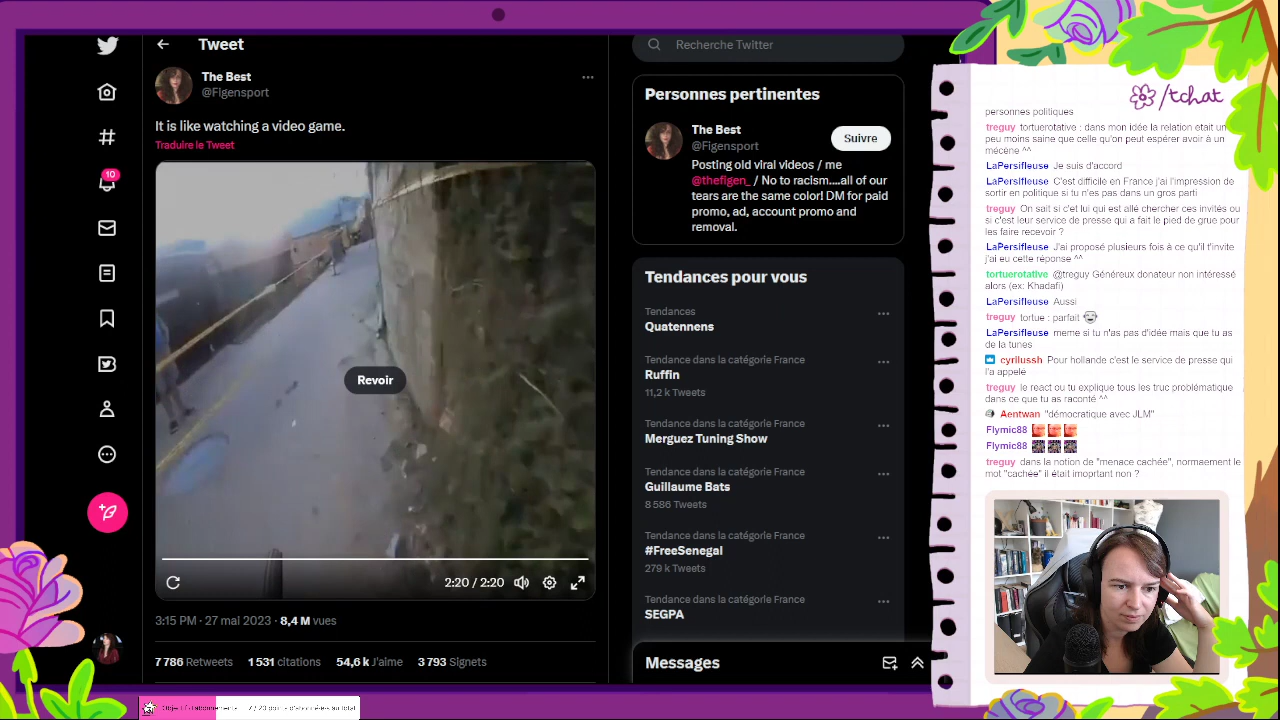 Tweet
The Best
@Figensport
It is like watching a video game.
Traduire le Tweet
Revoir
2:20 / 2:20
3:15 PM · 27 mai 2023 · 8,4 M vues
7 786 Retweets 1 531 citations 54,6 k J'aime 3 793 Signets
10
Recherche Twitter
Personnes pertinentes
The Best
@Figensport
Suivre
Posting old viral videos / me
@thefigen_ / No to racism....all of our
tears are the same color! DM for paid
promo, ad, account promo and
removal.
Tendances pour vous
Tendances
Quatennens
Tendance dans la catégorie France
Ruffin
11,2 k Tweets
Tendance dans la catégorie France
Merguez Tuning Show
Tendance dans la catégorie France
Guillaume Bats
8 586 Tweets
Tendance dans la catégorie France
#FreeSenegal
279 k Tweets
Tendance dans la catégorie France
SEGPA
Messages
/tchat
personnes politiques
treguy tortuerotative : dans mon idée la relation était un
peu moins saine que celle qu'on peut espérer avoir à un
mécène ^^
LaPersifleuse Je suis d'accord
LaPersifleuse C'est difficile en France j'ai l'impression de
sortir en politique si tu n'es pas dans un gros parti
treguy On sait si c'et lui qui est allé chercher ces invités ou
si c'est leur service de presse qui a fait le pied de grue pour
les faire recevoir ?
LaPersifleuse J'ai proposé plusieurs fois à ce qu'il t'invite
j'ai eu cette réponse ^^
tortuerotative @treguy Généreux donateur non intéressé
alors (ex: Khadafi)
LaPersifleuse Aussi
treguy tortue : parfait
LaPersifleuse meme si tu n'as pas d'idée mais que tu as
de la tunes
cyrilussh Pour hollande c'est le service de presse qui
l'a appelé
treguy le react ou tu explique tous les truc problématique
dans ce que tu as raconté ^^
Aentwan "démocratique avec JLM"
Flymic88
Flymic88
treguy dans la notion de "menace cachée", normaement le
mot "cachée" il était imoprtant non ?